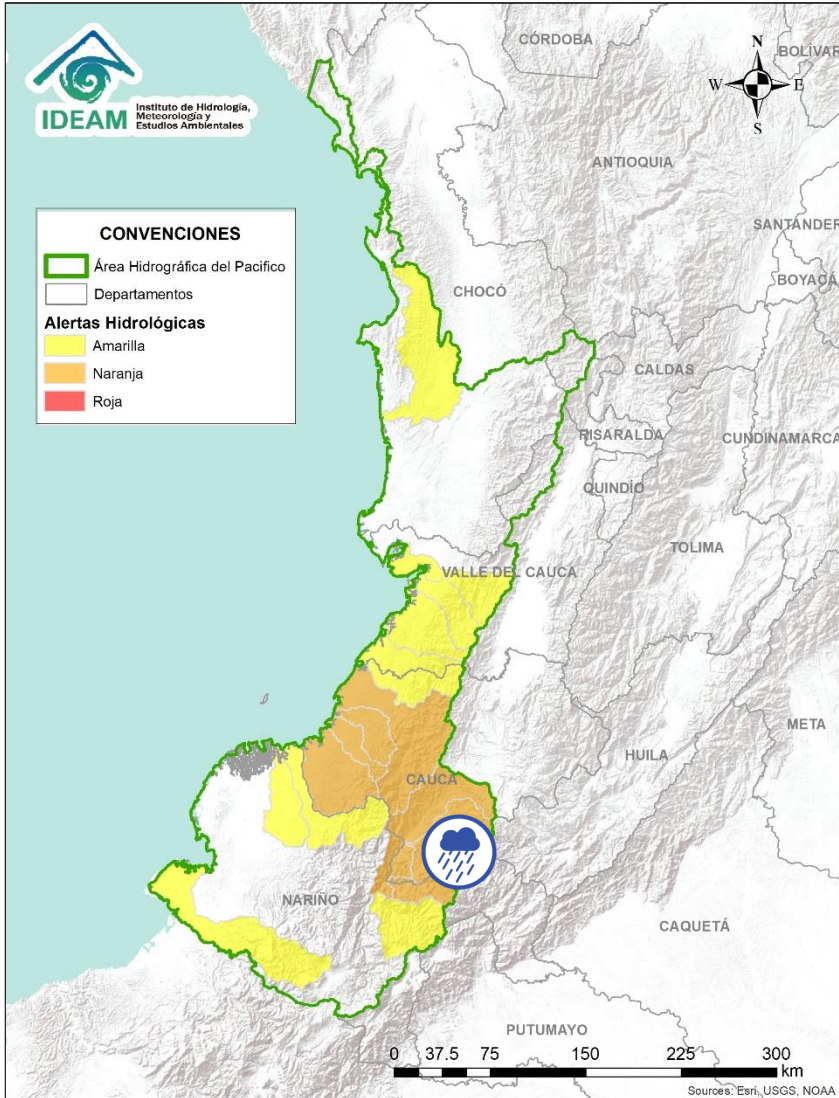 IDEAM
Instituto de Hidrología,
Meteorología y
Estudios Ambientales
CÓRDOBA
BOLÍVAR
N
W
E
S
ANTIOQUIA
SANTANDER
BOYACÁ
CONVENCIONES
Área Hidrográfica del Pacifico
Departamentos
Alertas Hidrológicas
Amarilla
Naranja
Roja
CHOCÓ
CALDAS
RISARALDA
CUNDINAMARCA
QUINDÍO
TOLIMA
VALLE DEL CAUCA
META
HUILA
CAUCA
NARIÑO
CAQUETÁ
PUTUMAYO
0 37.5 75 150 225 300
km
Sources: Esri, USGS, NOAA